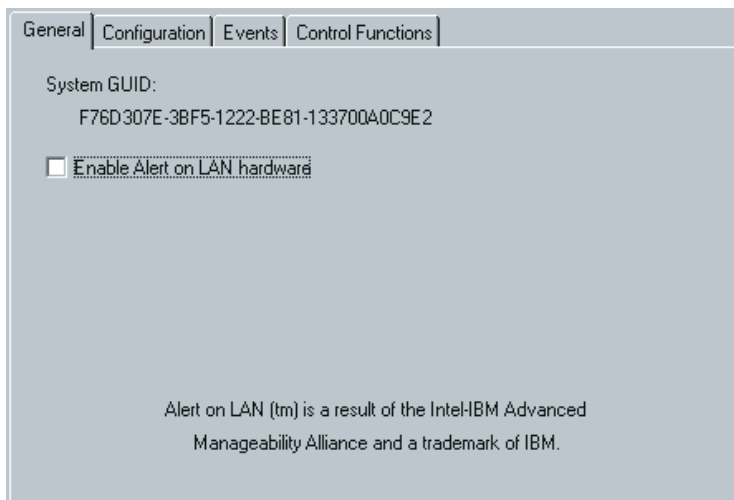 General Configuration Events Control Functions
System GUID:
F76D307E-3BF5-1222-BE81-133700A0C9E2
Enable Alert on LAN hardware
Alert on LAN (tm) is a result of the Intel-IBM Advanced
Manageability Alliance and a trademark of IBM.